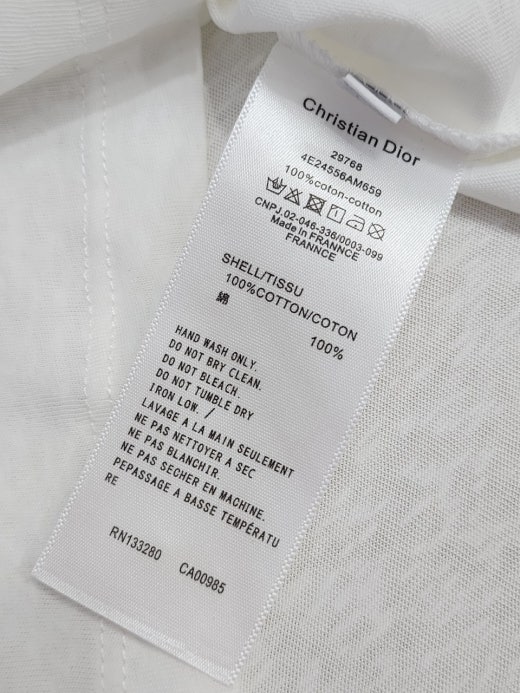 Christian Dior
29768
4E24556AM659
100%coton-cotton
CNPJ.02-046-336/0003-099
Made In FRANNCE
FRANNCE
SHELL/TISSU
100%COTTON/COTON
綿 100%
HAND WASH ONLY.
DO NOT BRY CLEAN.
DO NOT BLEACH.
DO NOT TUMBLE DRY
IRON LOW. /
LAVAGE A LA MAIN SEULEMENT
NE PAS NETTOYER A SEC
NE PAS BLANCHIR.
NE PAS SECHER EN MACHINE.
PEPASSAGE A BASSE TEMPÉRATU
RE
RN133280 CA00985